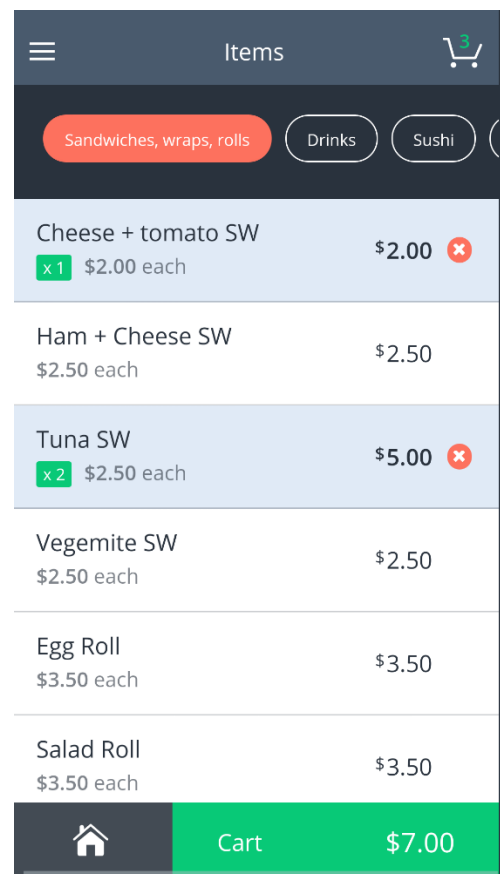 Items
3
Sandwiches, wraps, rolls
Drinks
Sushi
Cheese + tomato SW
x 1 $2.00 each
$2.00
Ham + Cheese SW
$2.50 each
$2.50
Tuna SW
x 2 $2.50 each
$5.00
Vegemite SW
$2.50 each
$2.50
Egg Roll
$3.50 each
$3.50
Salad Roll
$3.50 each
$3.50
Cart $7.00